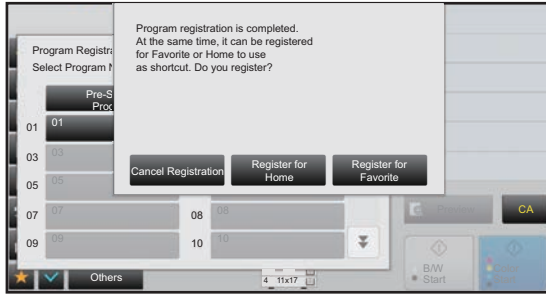 Program registration is completed.
At the same time, it can be registered
for Favorite or Home to use
as shortcut. Do you register?
Cancel Registration
Register for
Home
Register for
Favorite
Program Registra
Select Program N
Pre-S
Prog
01 01
03 03
05 05
07 07 08 08
09 09 10 10
CA
B/W
Start
Others
4 11x17